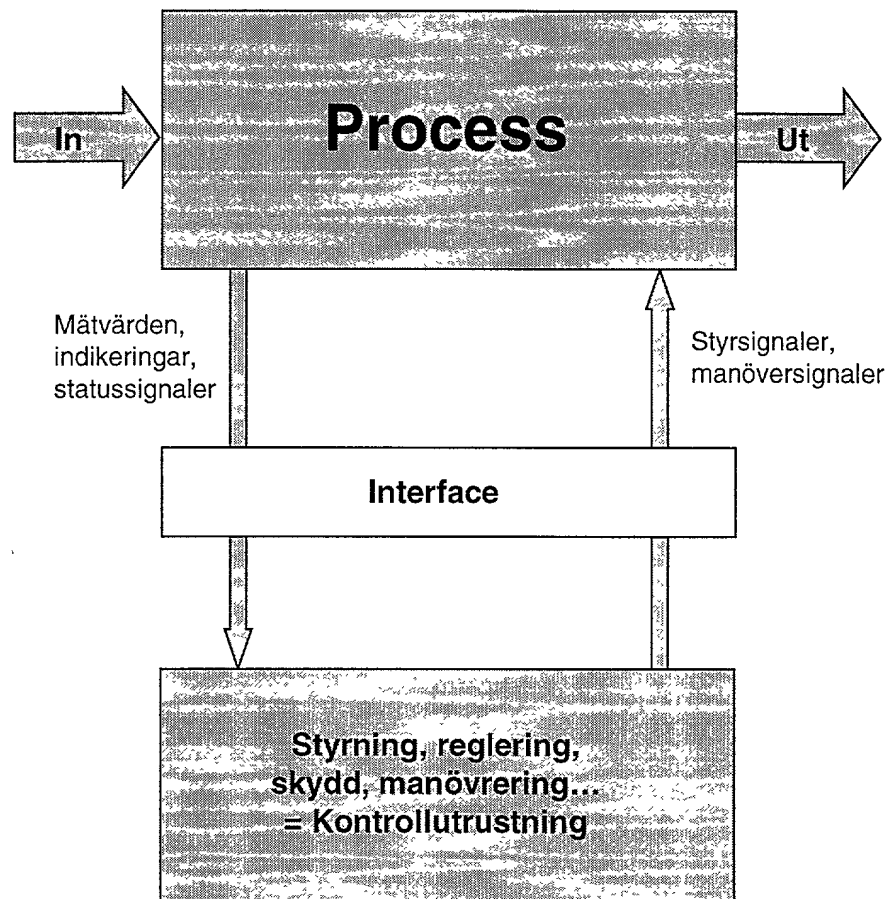 Process
In
Ut
Mätvärden,
indikeringar,
statussignaler
Styrsignaler,
manöversignaler
Interface
Styrning, reglering,
skydd, manövrering...
= Kontrollutrustning